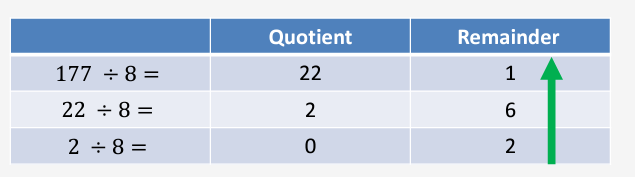 Quotient Remainder
177 ÷ 8 = 22 1
22 ÷ 8 = 2 6
2 ÷ 8 = 0 2